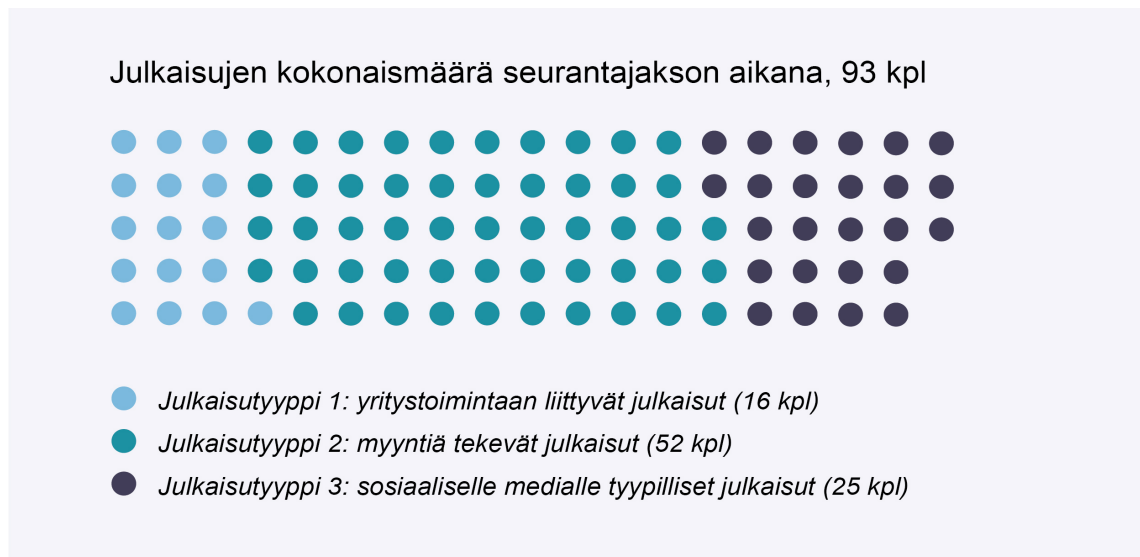 Julkaisujen kokonaismäärä seurantajakson aikana, 93 kpl
Julkaisutyyppi 1: yritystoimintaan liittyvät julkaisut (16 kpl)
Julkaisutyyppi 2: myyntiä tekevät julkaisut (52 kpl)
Julkaisutyyppi 3: sosiaaliselle medialle tyypilliset julkaisut (25 kpl)